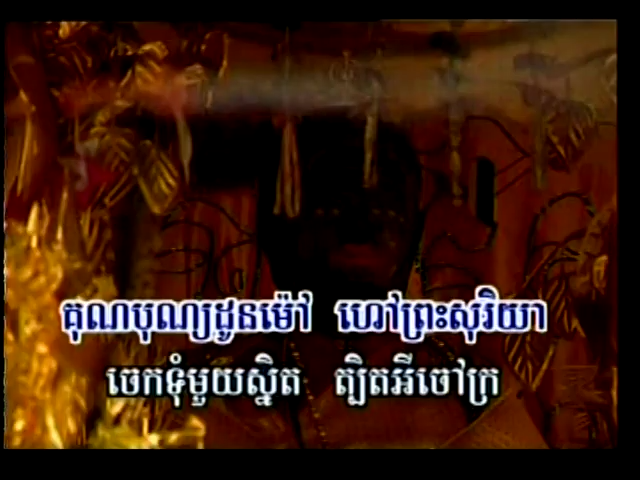 គុណបុណ្យដូនម៉ៅ ហៅព្រះសុរិយា
ចេកទុំមួយស្និត ត្បិតអីចៅក្រ